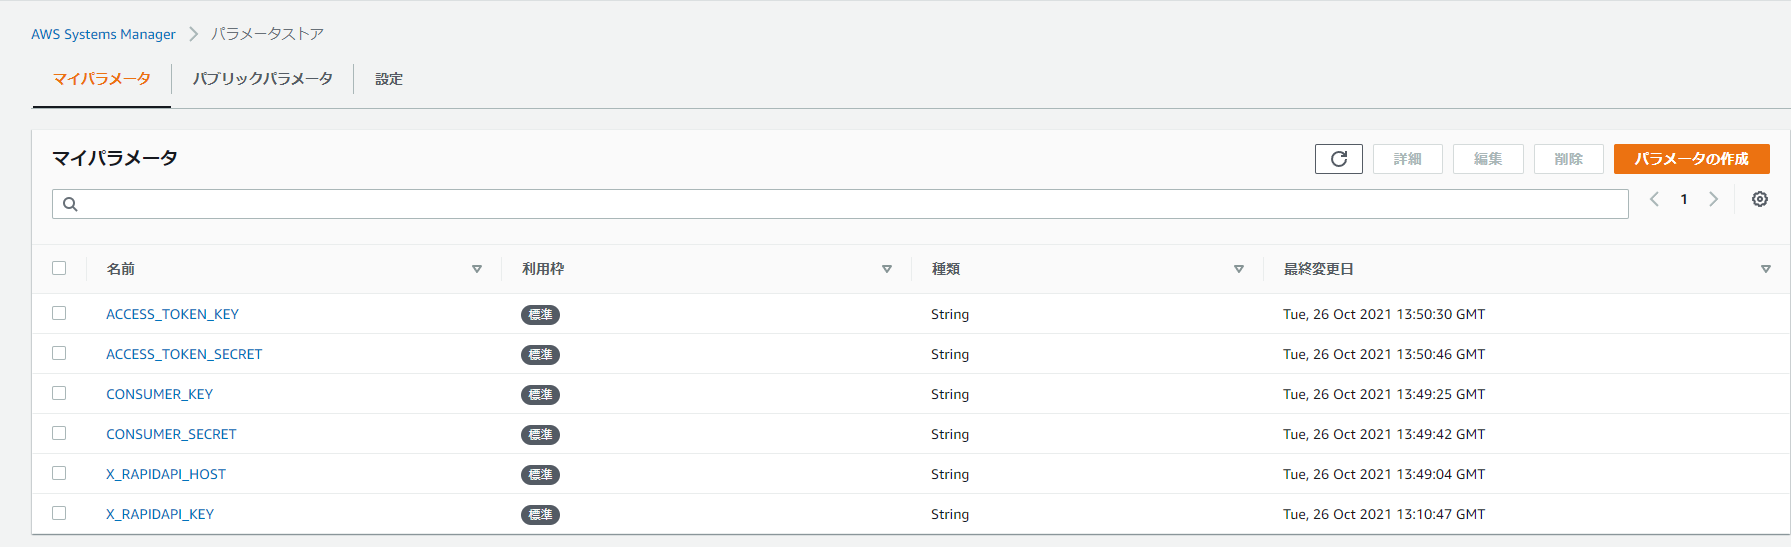 AWS Systems Manager > パラメータストア
マイパラメータ パブリックパラメータ 設定
マイパラメータ 詳細 編集 削除 パラメータの作成
1
名前 利用枠 種類 最終変更日
ACCESS_TOKEN_KEY 標準 String Tue, 26 Oct 2021 13:50:30 GMT
ACCESS_TOKEN_SECRET 標準 String Tue, 26 Oct 2021 13:50:46 GMT
CONSUMER_KEY 標準 String Tue, 26 Oct 2021 13:49:25 GMT
CONSUMER_SECRET 標準 String Tue, 26 Oct 2021 13:49:42 GMT
X_RAPIDAPI_HOST 標準 String Tue, 26 Oct 2021 13:49:04 GMT
X_RAPIDAPI_KEY 標準 String Tue, 26 Oct 2021 13:10:47 GMT